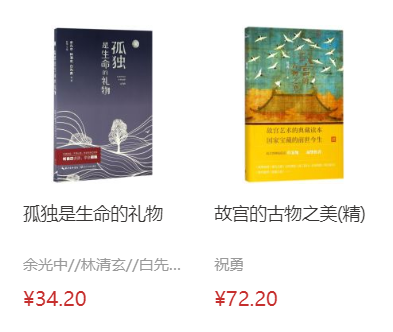 孤独
是生命的礼物
故宫艺术的典藏读本
国家宝藏的前世今生
孤独是生命的礼物
故宫的古物之美(精)
余光中//林清玄//白先...
祝勇
¥34.20
¥72.20